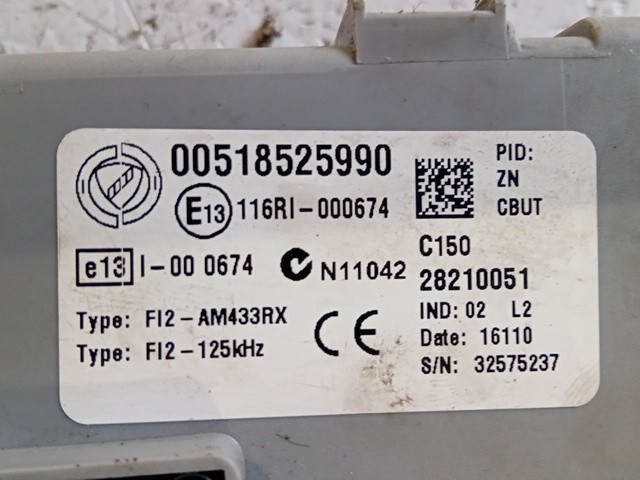 00518525990
E13 116RI-000674
e13 I-00 0674 N11042
Type: FI2-AM433RX
Type: FI2-125kHz
CE
PID:
ZN
CBUT
C150
28210051
IND: 02 L2
Date: 16110
S/N: 32575237